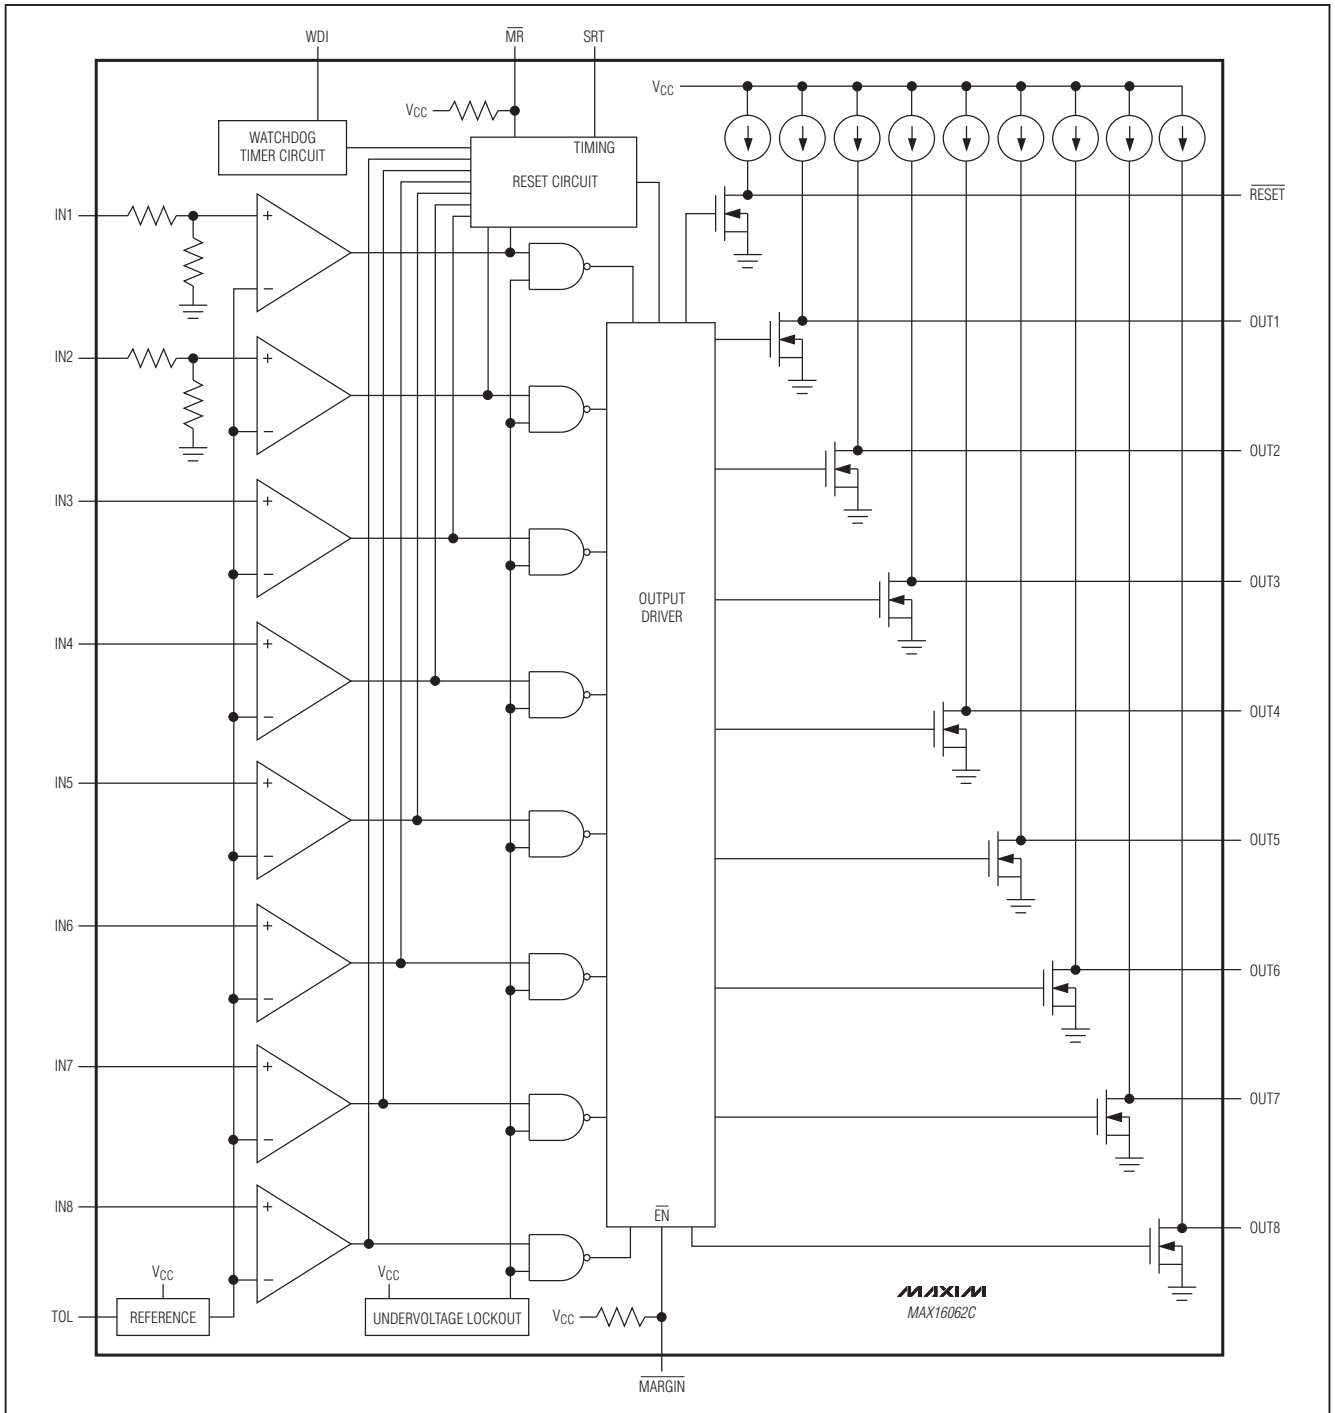 WDI
MR
SRT
VCC
VCC
WATCHDOG
TIMER CIRCUIT
TIMING
RESET CIRCUIT
RESET
IN1
+
−
OUT1
IN2
+
−
OUT2
IN3
+
−
OUT3
OUTPUT
DRIVER
IN4
+
−
OUT4
IN5
+
−
OUT5
IN6
+
−
OUT6
IN7
+
−
OUT7
IN8
+
−
EN
OUT8
VCC
VCC
TOL
REFERENCE
UNDERVOLTAGE LOCKOUT
VCC
MAXIM
MAX16062C
MARGIN